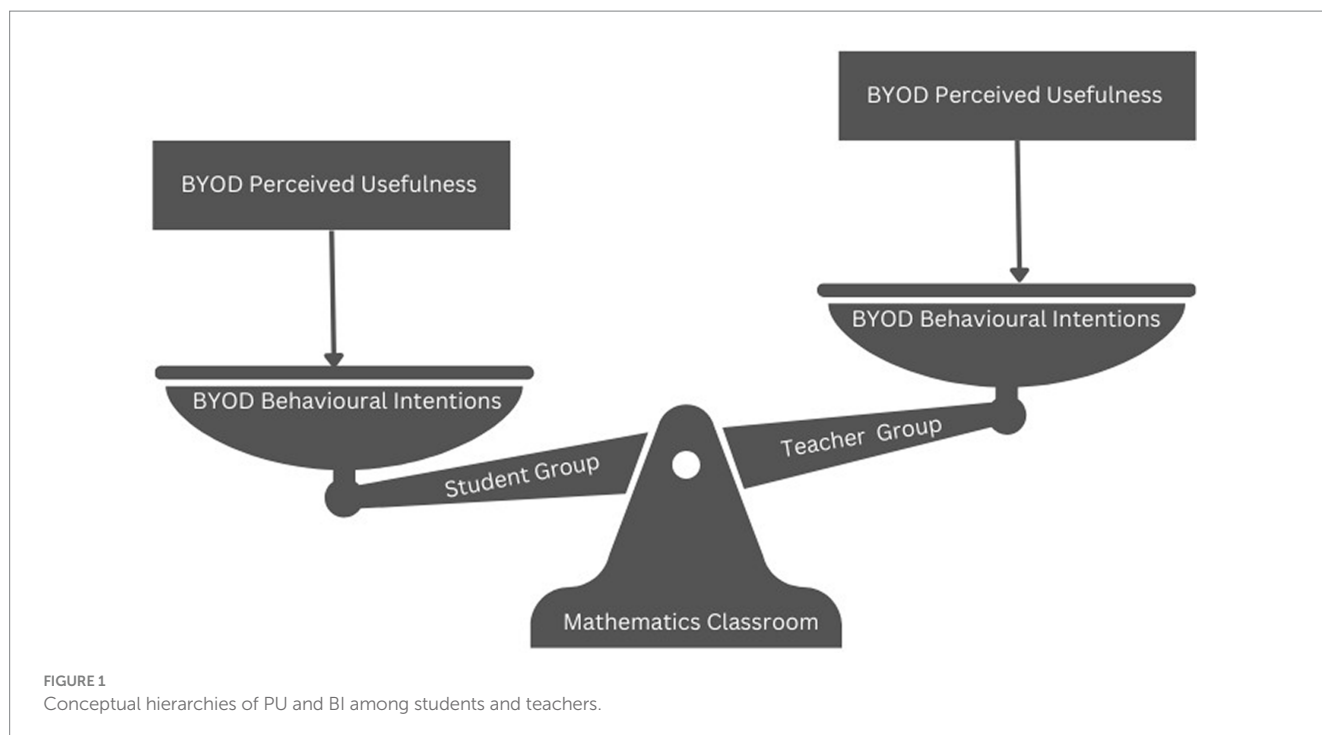 BYOD Perceived Usefulness
BYOD Perceived Usefulness
BYOD Behavioural Intentions
BYOD Behavioural Intentions
Student Group
Teacher Group
Mathematics Classroom
FIGURE 1
Conceptual hierarchies of PU and BI among students and teachers.